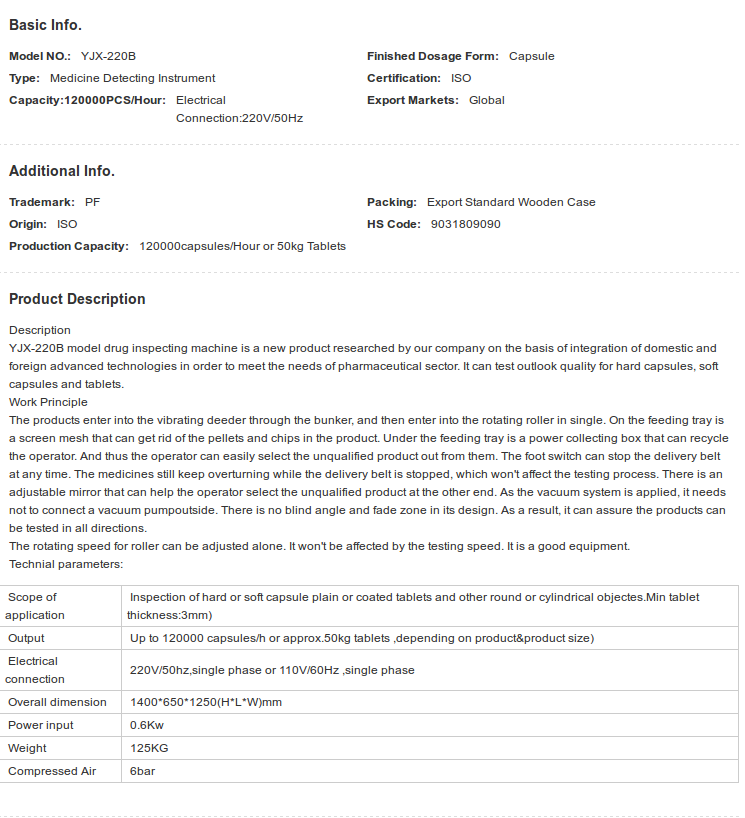 Basic Info.
Model NO.: YJX-220B
Finished Dosage Form: Capsule
Type: Medicine Detecting Instrument
Certification: ISO
Capacity:120000PCS/Hour: Electrical
Connection:220V/50Hz
Export Markets: Global
Additional Info.
Trademark: PF
Packing: Export Standard Wooden Case
Origin: ISO
HS Code: 9031809090
Production Capacity: 120000capsules/Hour or 50kg Tablets
Product Description
Description
YJX-220B model drug inspecting machine is a new product researched by our company on the basis of integration of domestic and
foreign advanced technologies in order to meet the needs of pharmaceutical sector. It can test outlook quality for hard capsules, soft
capsules and tablets.
Work Principle
The products enter into the vibrating deeder through the bunker, and then enter into the rotating roller in single. On the feeding tray is
a screen mesh that can get rid of the pellets and chips in the product. Under the feeding tray is a power collecting box that can recycle
the operator. And thus the operator can easily select the unqualified product out from them. The foot switch can stop the delivery belt
at any time. The medicines still keep overturning while the delivery belt is stopped, which won't affect the testing process. There is an
adjustable mirror that can help the operator select the unqualified product at the other end. As the vacuum system is applied, it needs
not to connect a vacuum pumpoutside. There is no blind angle and fade zone in its design. As a result, it can assure the products can
be tested in all directions.
The rotating speed for roller can be adjusted alone. It won't be affected by the testing speed. It is a good equipment.
Technial parameters:
Scope of
application
Inspection of hard or soft capsule plain or coated tablets and other round or cylindrical objectes.Min tablet
thickness:3mm)
Output
Up to 120000 capsules/h or approx.50kg tablets ,depending on product&product size)
Electrical
connection
220V/50hz,single phase or 110V/60Hz ,single phase
Overall dimension
1400*650*1250(H*L*W)mm
Power input
0.6Kw
Weight
125KG
Compressed Air
6bar